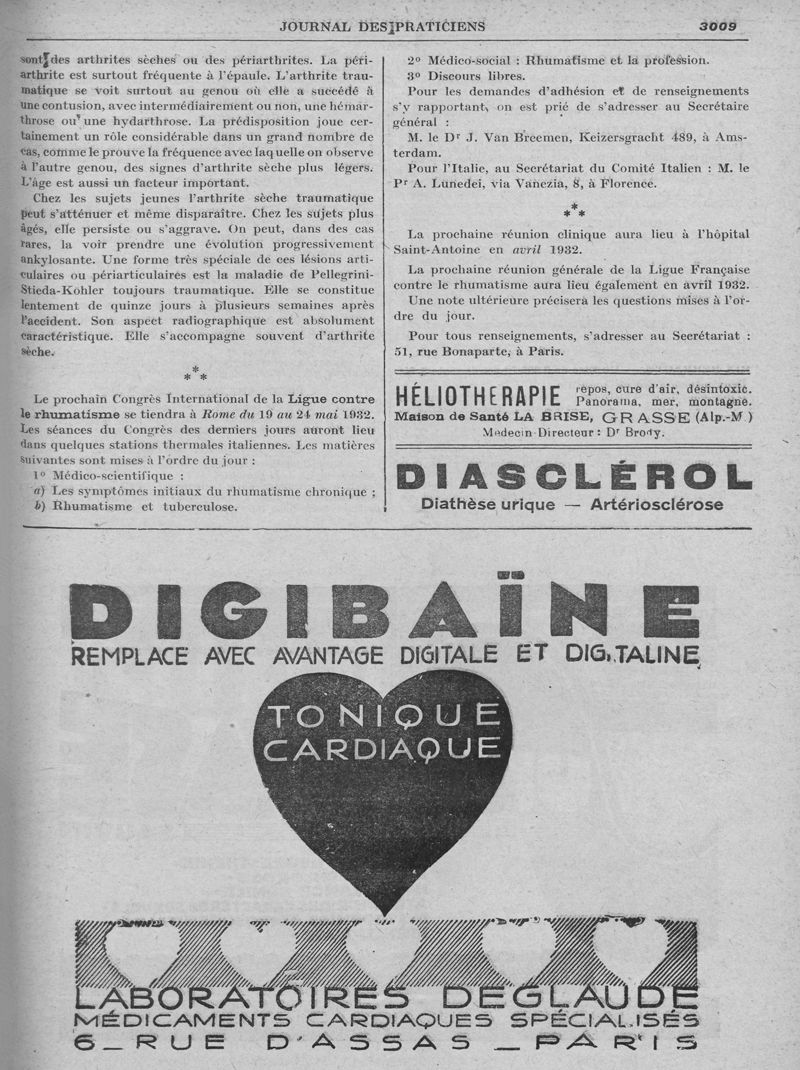 JOURNAL DES PRATICIENS
3009
sont des arthrites sèches ou des périarthrites. La péri-
arthrite est surtout fréquente à l'épaule. L'arthrite trau-
matique se voit surtout au genou où elle a succédé à
une contusion, avec intermédiairement ou non, une hémar-
throse ou une hydarthrose. La prédisposition joue cer-
tainement un rôle considérable dans un grand nombre de
cas, comme le prouve la fréquence avec laquelle on observe
à l'autre genou, des signes d'arthrite sèche plus légers.
L'âge est aussi un facteur important.
Chez les sujets jeunes l'arthrite sèche traumatique
peut s'atténuer et même disparaître. Chez les sujets plus
âgés, elle persiste ou s'aggrave. On peut, dans des cas
rares, la voir prendre une évolution progressivement
ankylosante. Une forme très spéciale de ces lésions arti-
culaires ou périarticulaires est la maladie de Pellegrini-
Stieda-Kohler toujours traumatique. Elle se constitue
lentement de quinze jours à plusieurs semaines après
l'accident. Son aspect radiographique est absolument
caractéristique. Elle s'accompagne souvent d'arthrite
sèche.
*
* *
Le prochain Congrès International de la Ligue contre
le rhumatisme se tiendra à Rome du 19 au 24 mai 1932.
Les séances du Congrès des derniers jours auront lieu
dans quelques stations thermales italiennes. Les matières
suivantes sont mises à l'ordre du jour :
1º Médico-scientifique :
a) Les symptômes initiaux du rhumatisme chronique ;
b) Rhumatisme et tuberculose.
2º Médico-social : Rhumatisme et la profession.
3º Discours libres.
Pour les demandes d'adhésion et de renseignements
s'y rapportant, on est prié de s'adresser au Secrétaire
général :
M. le Dr J. Van Breemen, Keizersgracht 489, à Ams-
terdam.
Pour l'Italie, au Secrétariat du Comité Italien : M. le
Pr A. Lunedei, via Vanezia, 8, à Florence.
*
* *
La prochaine réunion clinique aura lieu à l'hôpital
Saint-Antoine en avril 1932.
La prochaine réunion générale de la Ligue Française
contre le rhumatisme aura lieu également en avril 1932.
Une note ultérieure précisera les questions mises à l'or-
dre du jour.
Pour tous renseignements, s'adresser au Secrétariat :
51, rue Bonaparte, à Paris.
HÉLIOTHERAPIE repos, cure d'air, désintoxic.
Panorama, mer, montagne.
Maison de Santé LA BRISE, GRASSE (Alp.-M.)
Medecin Directeur : Dr Brody.
DIASCLÉROL
Diathèse urique — Artériosclérose
DIGIBAÏNE
REMPLACE AVEC AVANTAGE DIGITALE ET DIGITALINE
TONIQUE
CARDIAQUE
LABORATOIRES DEGLAUDE
MÉDICAMENTS CARDIAQUES SPÉCIALISÉS
6_RUE D'ASSAS_PARIS